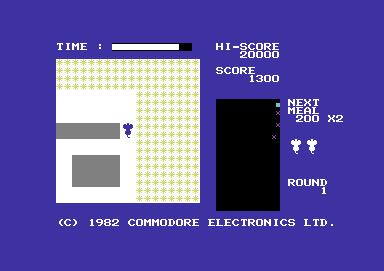 TIME :
HI-SCORE
20000
SCORE
1300
NEXT
MEAL
200 X2
ROUND
1
(C) 1982 COMMODORE ELECTRONICS LTD.